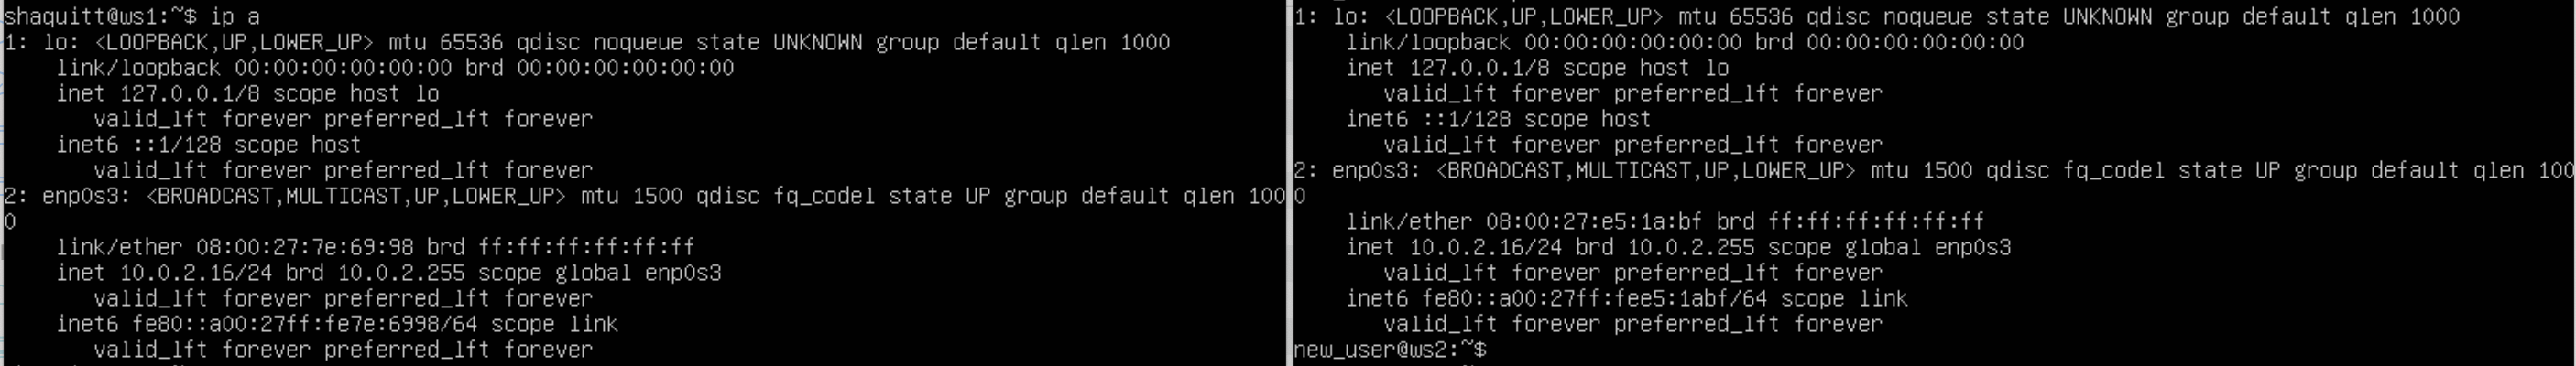 shaquitt@ws1:~$ ip a
1: lo: <LOOPBACK,UP,LOWER_UP> mtu 65536 qdisc noqueue state UNKNOWN group default qlen 1000
link/loopback 00:00:00:00:00:00 brd 00:00:00:00:00:00
inet 127.0.0.1/8 scope host lo
valid_lft forever preferred_lft forever
inet6 ::1/128 scope host
valid_lft forever preferred_lft forever
2: enp0s3: <BROADCAST,MULTICAST,UP,LOWER_UP> mtu 1500 qdisc fq_codel state UP group default qlen 100
0
link/ether 08:00:27:7e:69:98 brd ff:ff:ff:ff:ff:ff
inet 10.0.2.16/24 brd 10.0.2.255 scope global enp0s3
valid_lft forever preferred_lft forever
inet6 fe80::a00:27ff:fe7e:6998/64 scope link
valid_lft forever preferred_lft forever
1: lo: <LOOPBACK,UP,LOWER_UP> mtu 65536 qdisc noqueue state UNKNOWN group default qlen 1000
link/loopback 00:00:00:00:00:00 brd 00:00:00:00:00:00
inet 127.0.0.1/8 scope host lo
valid_lft forever preferred_lft forever
inet6 ::1/128 scope host
valid_lft forever preferred_lft forever
2: enp0s3: <BROADCAST,MULTICAST,UP,LOWER_UP> mtu 1500 qdisc fq_codel state UP group default qlen 100
0
link/ether 08:00:27:e5:1a:bf brd ff:ff:ff:ff:ff:ff
inet 10.0.2.16/24 brd 10.0.2.255 scope global enp0s3
valid_lft forever preferred_lft forever
inet6 fe80::a00:27ff:fee5:1abf/64 scope link
valid_lft forever preferred_lft forever
new_user@ws2:~$